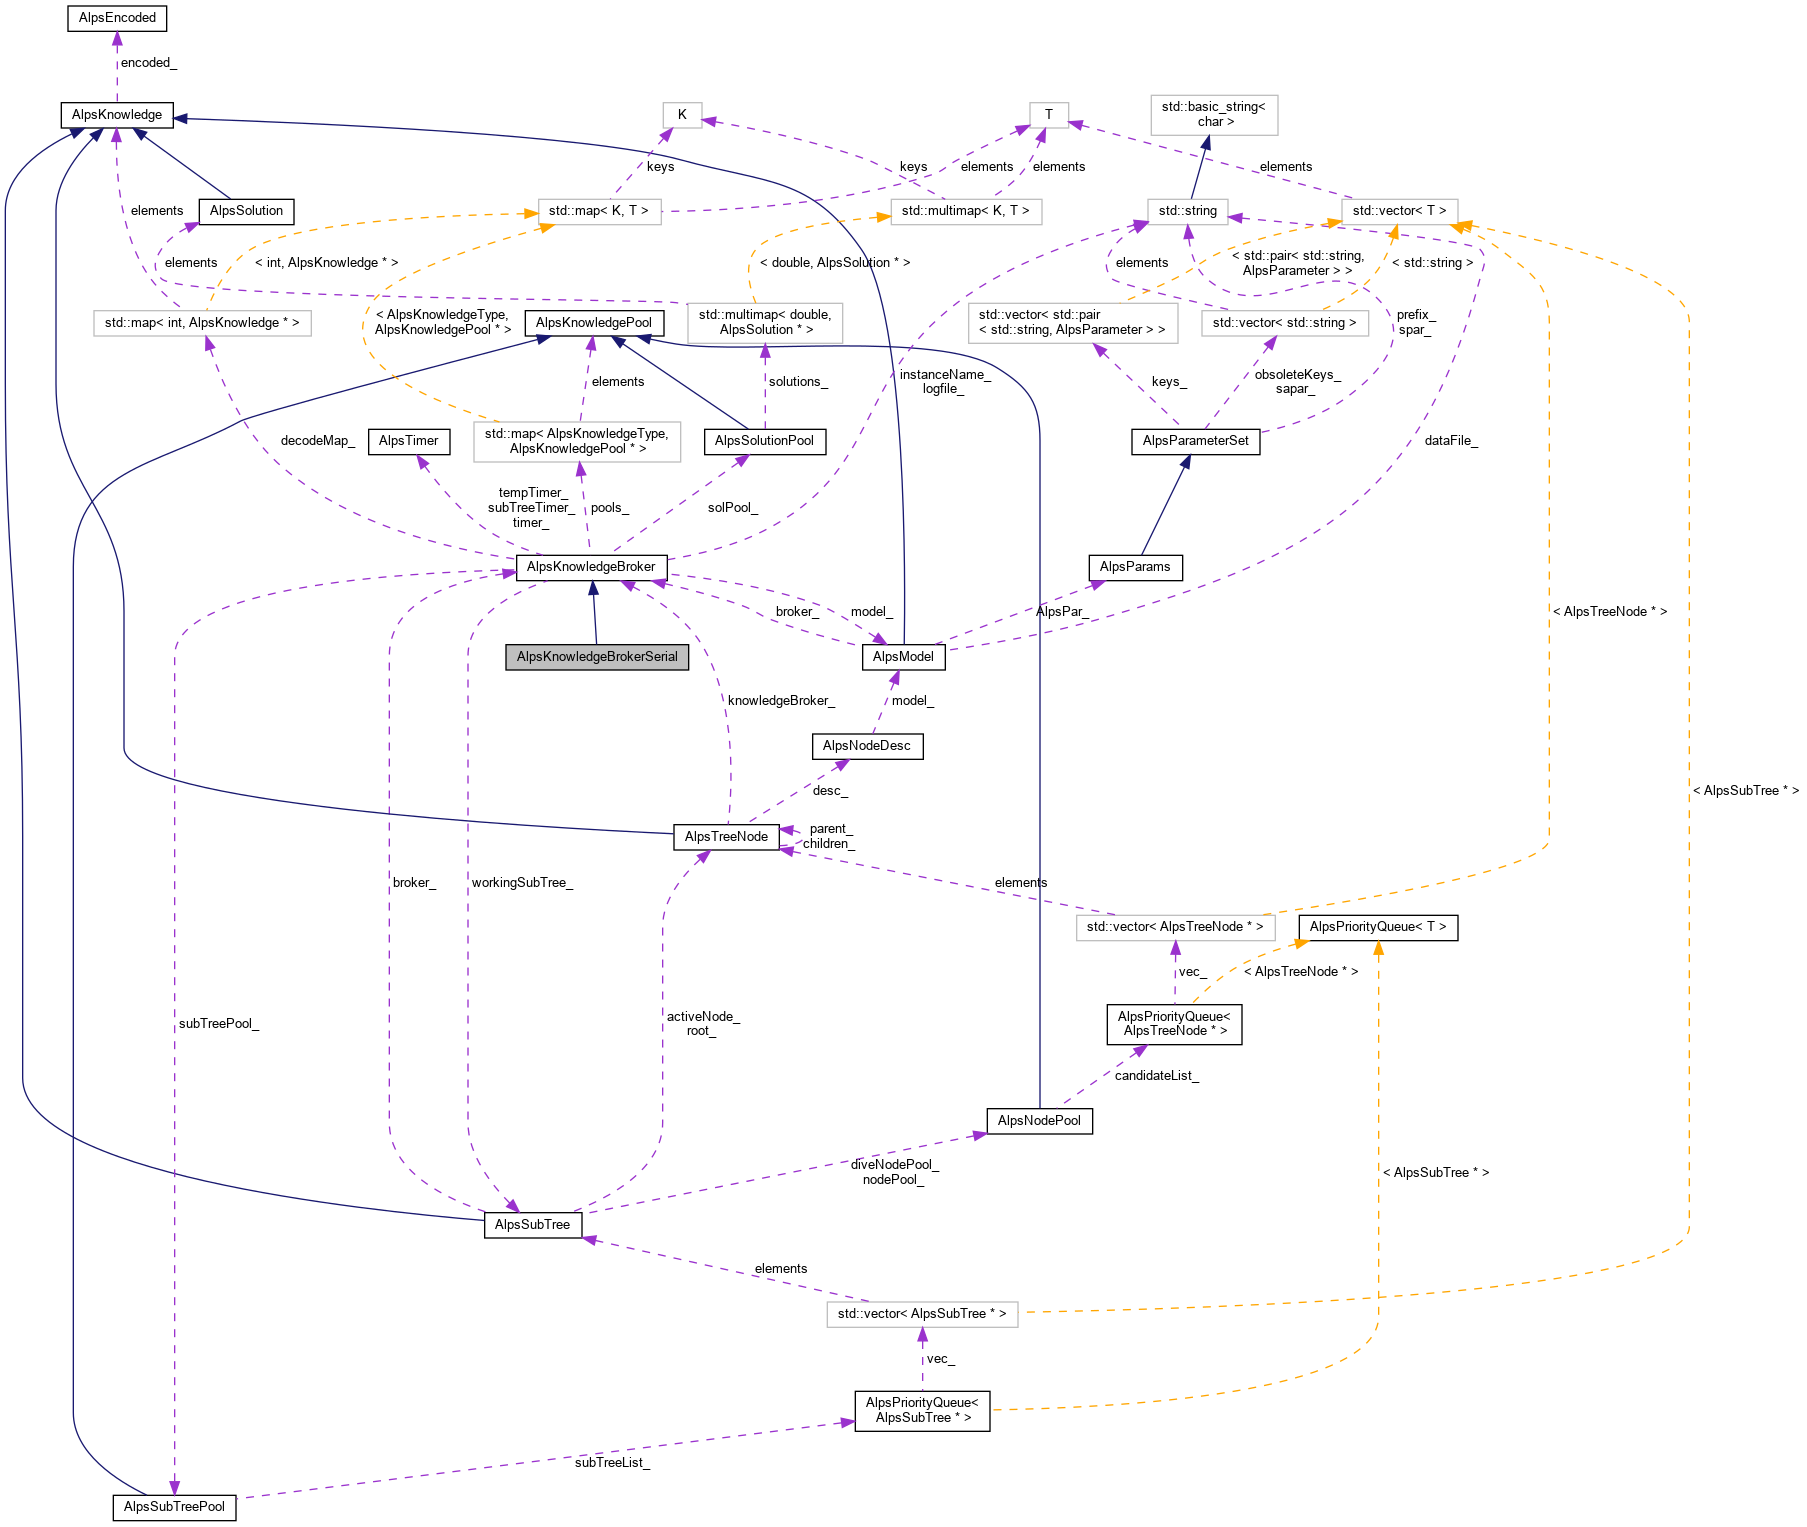 AlpsEncoded
encoded_
AlpsKnowledge
K
T
std::basic_string<
char >
keys
elements
keys
elements
elements
elements
AlpsSolution
std::map< K, T >
std::multimap< K, T >
std::string
std::vector< T >
elements
< int, AlpsKnowledge * >
< double, AlpsSolution * >
elements
< std::pair< std::string,
AlpsParameter > >
< std::string >
std::map< int, AlpsKnowledge * >
< AlpsKnowledgeType,
AlpsKnowledgePool * >
AlpsKnowledgePool
std::multimap< double,
AlpsSolution * >
std::vector< std::pair
< std::string, AlpsParameter > >
std::vector< std::string >
prefix_
spar_
elements
solutions_
instanceName_
logfile_
keys_
obsoleteKeys_
sapar_
decodeMap_
AlpsTimer
std::map< AlpsKnowledgeType,
AlpsKnowledgePool * >
AlpsSolutionPool
AlpsParameterSet
dataFile_
tempTimer_
subTreeTimer_
timer_
pools_
solPool_
AlpsKnowledgeBroker
AlpsParams
broker_
model_
AlpsPar_
< AlpsTreeNode * >
AlpsKnowledgeBrokerSerial
AlpsModel
knowledgeBroker_
model_
AlpsNodeDesc
desc_
< AlpsSubTree * >
AlpsTreeNode
parent_
children_
broker_
workingSubTree_
elements
std::vector< AlpsTreeNode * >
AlpsPriorityQueue< T >
vec_
< AlpsTreeNode * >
subTreePool_
activeNode_
root_
AlpsPriorityQueue<
AlpsTreeNode * >
candidateList_
AlpsNodePool
diveNodePool_
nodePool_
< AlpsSubTree * >
AlpsSubTree
elements
std::vector< AlpsSubTree * >
vec_
AlpsPriorityQueue<
AlpsSubTree * >
subTreeList_
AlpsSubTreePool